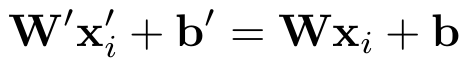 W′x′ᵢ + b′ = Wxᵢ + b